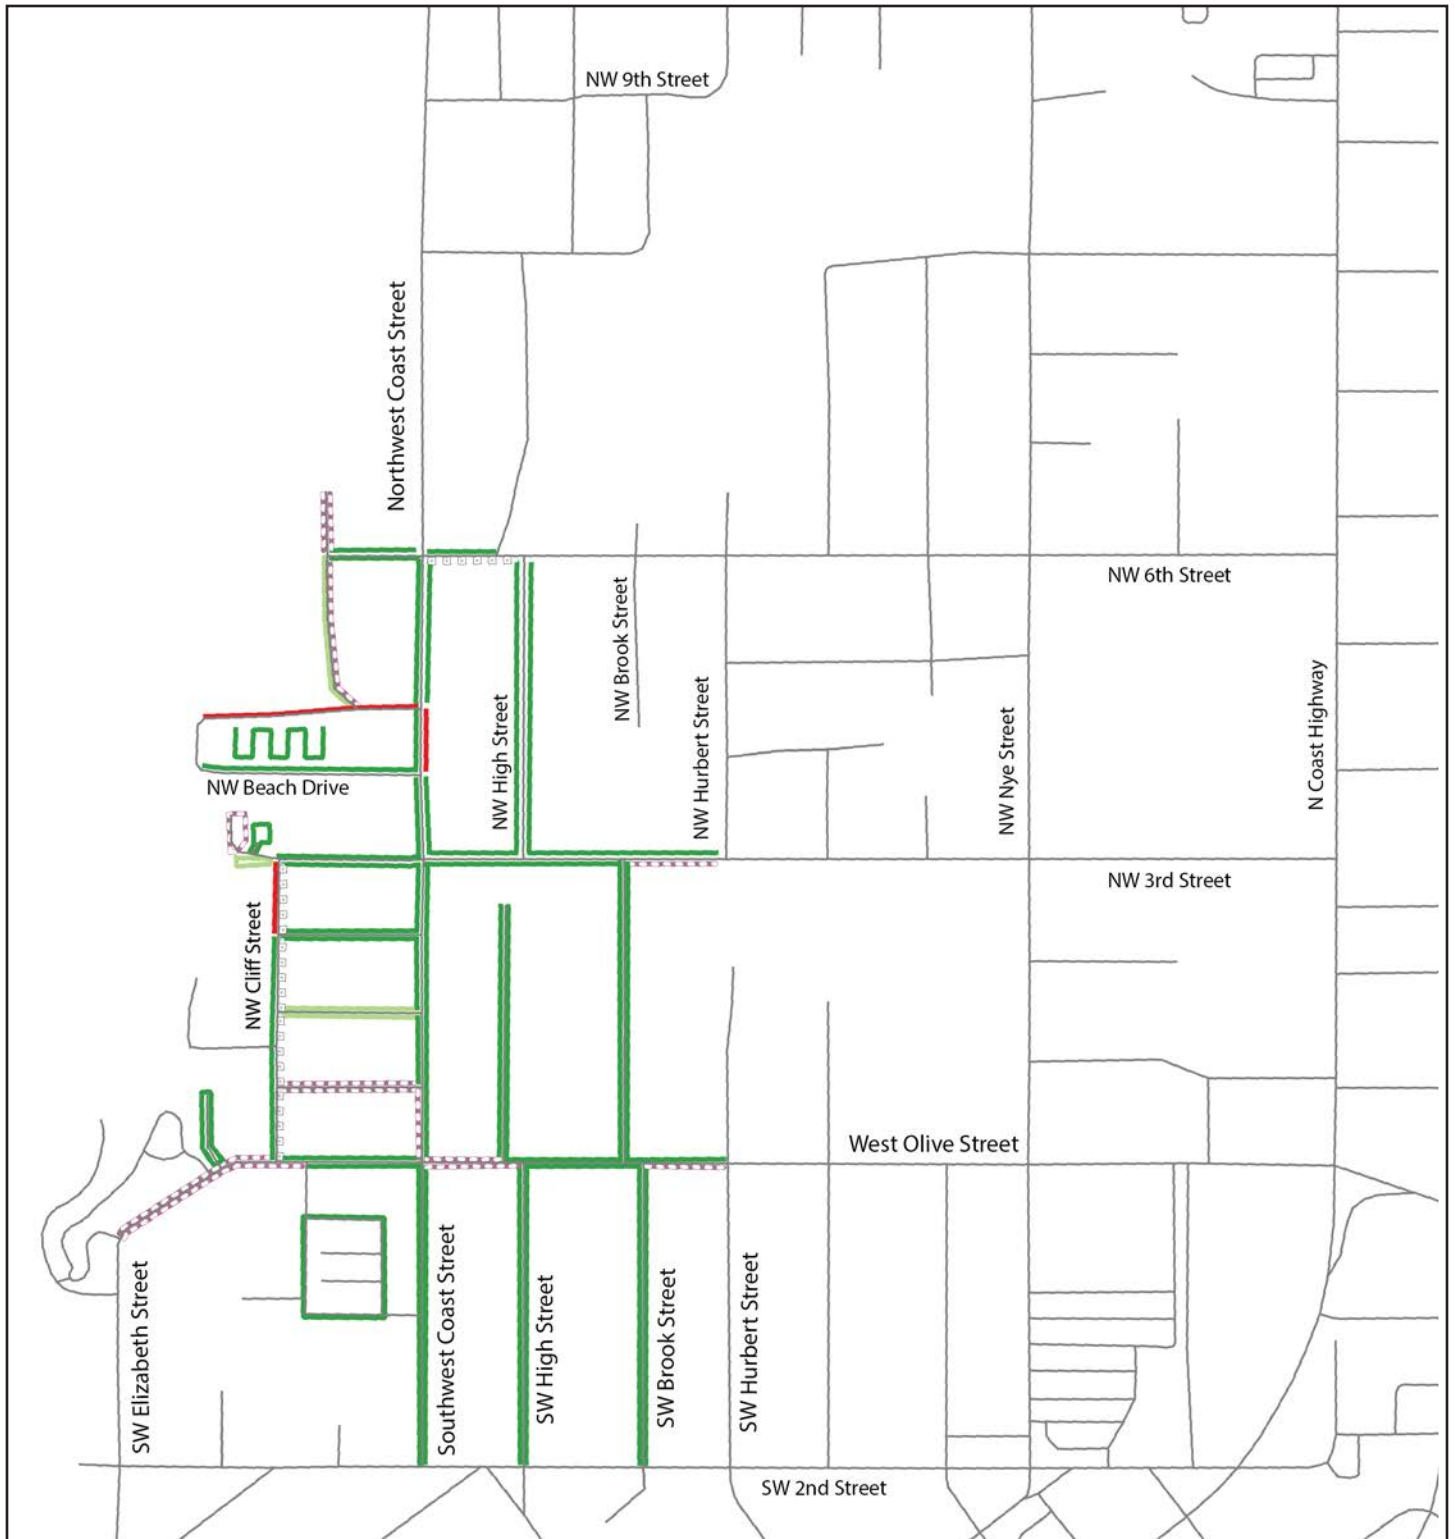 NW 9th Street
Northwest Coast Street
NW 6th Street
NW Brook Street
NW High Street
NW Hurbert Street
NW Nye Street
N Coast Highway
NW Beach Drive
NW 3rd Street
NW Cliff Street
West Olive Street
SW Elizabeth Street
Southwest Coast Street
SW High Street
SW Brook Street
SW Hurbert Street
SW 2nd Street